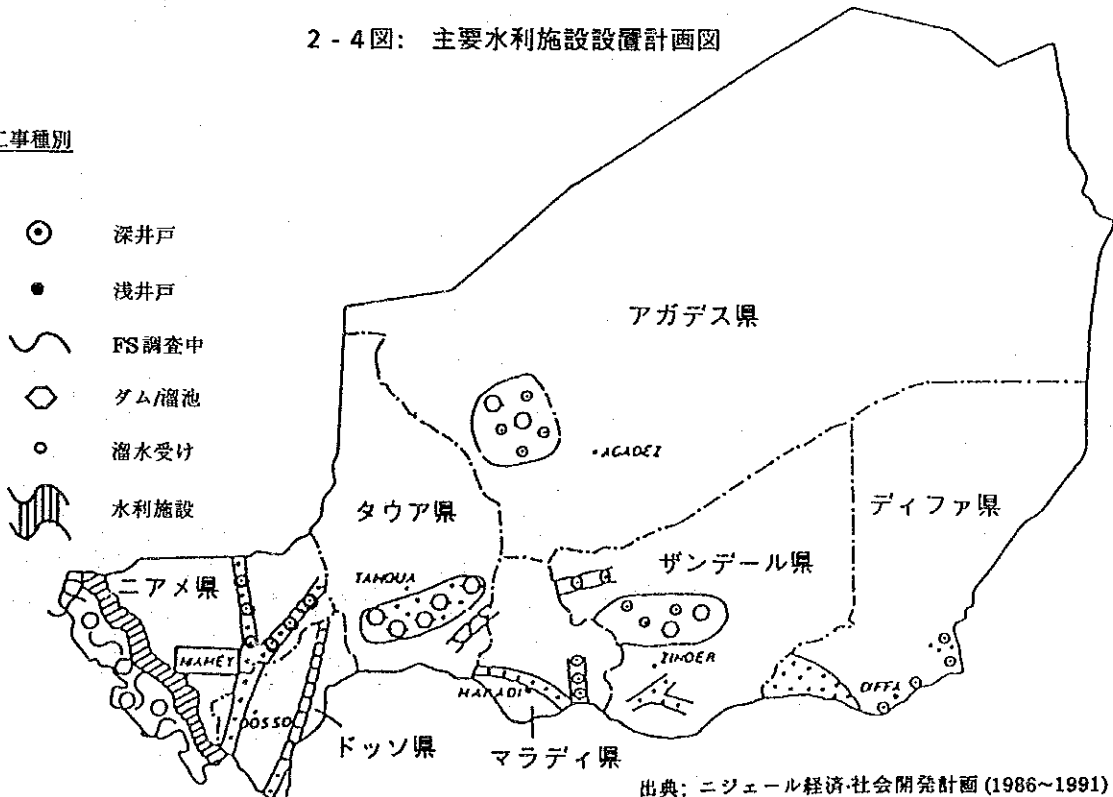 2-4図: 主要水利施設設置計画図
工事種別
深井戸
浅井戸
FS調査中
ダム/溜池
溜水受け
水利施設
アガデス県
AGADEZ
タウア県
ディファ県
ザンデール県
ニアメ県
TAHOUA
ZINDER
MARADI
DIFFA
DOSSO
ドッソ県
マラディ県
出典: ニジェール経済·社会開発計画 (1986~1991)